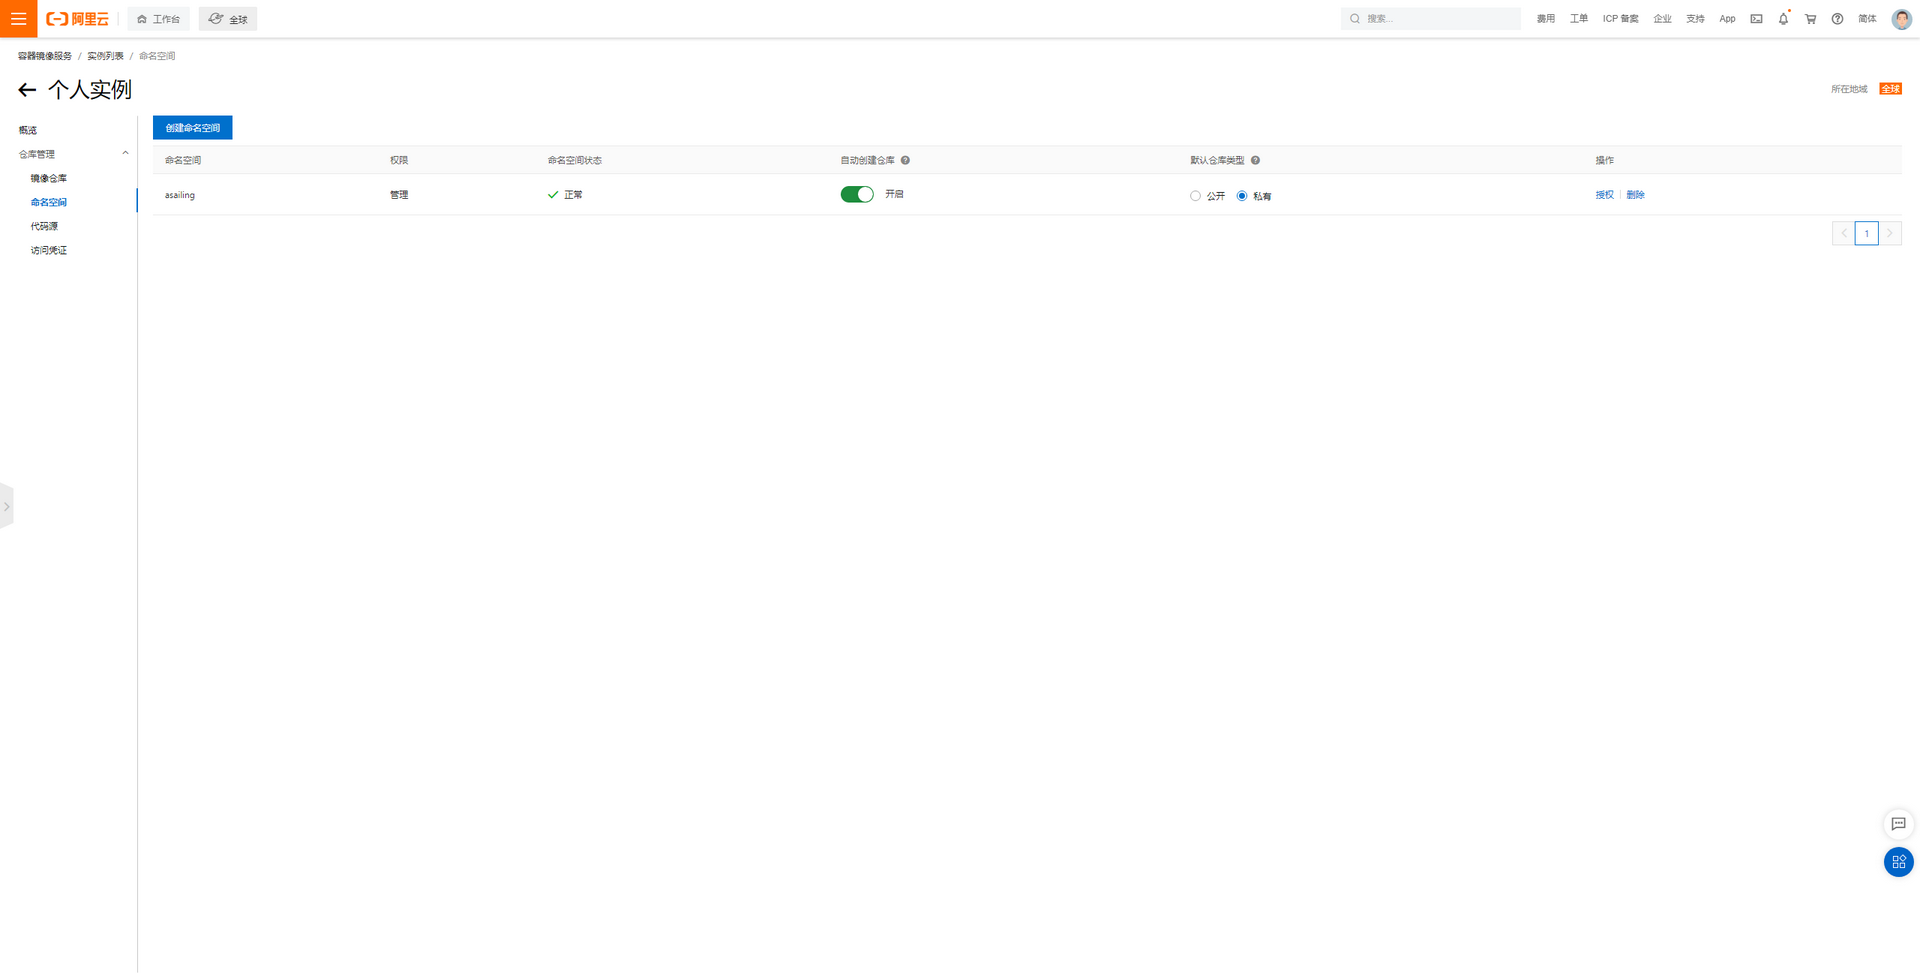 阿里云 工作台 全球 搜索... 费用 工单 ICP 备案 企业 支持 App 简体
容器镜像服务 / 实例列表 / 命名空间
个人实例 所在地域 全球
概览
仓库管理
镜像仓库
命名空间
代码源
访问凭证
创建命名空间
命名空间 权限 命名空间状态 自动创建仓库 默认仓库类型 操作
asailing 管理 正常 开启 公开 私有 授权 删除
1